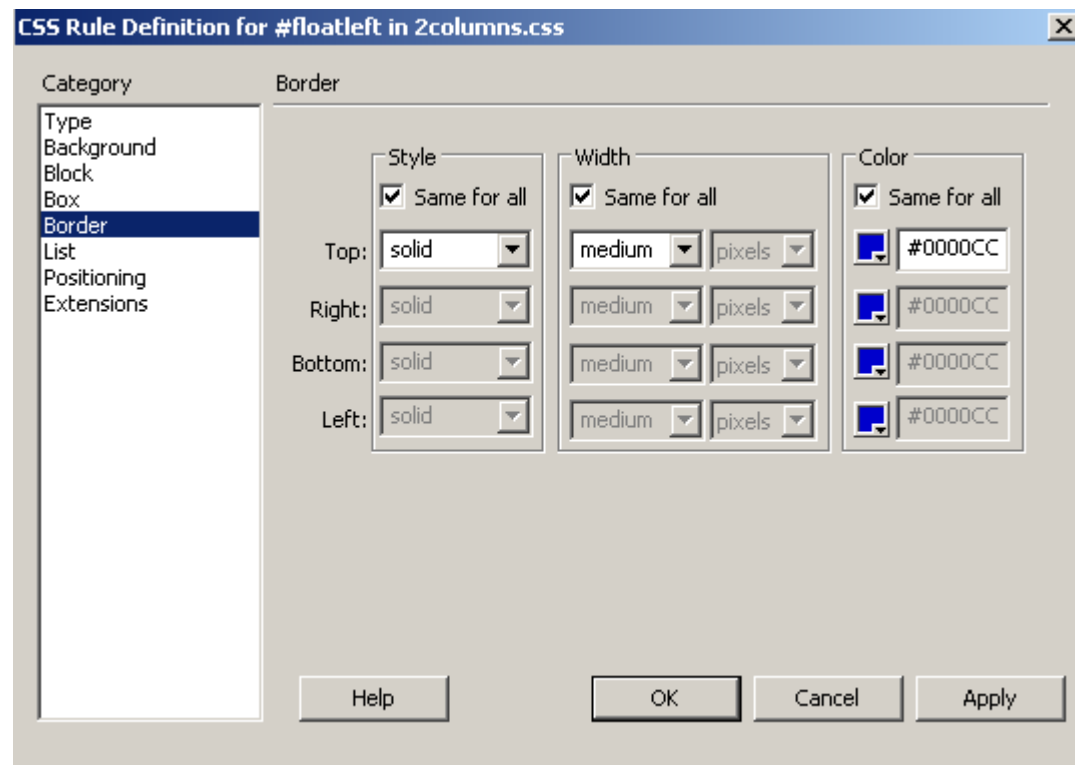 CSS Rule Definition for #floatleft in 2columns.css
Category
Border
Type
Background
Block
Box
Border
List
Positioning
Extensions
Style Width Color
Same for all Same for all Same for all
Top: solid medium pixels #0000CC
Right: solid medium pixels #0000CC
Bottom: solid medium pixels #0000CC
Left: solid medium pixels #0000CC
Help OK Cancel Apply